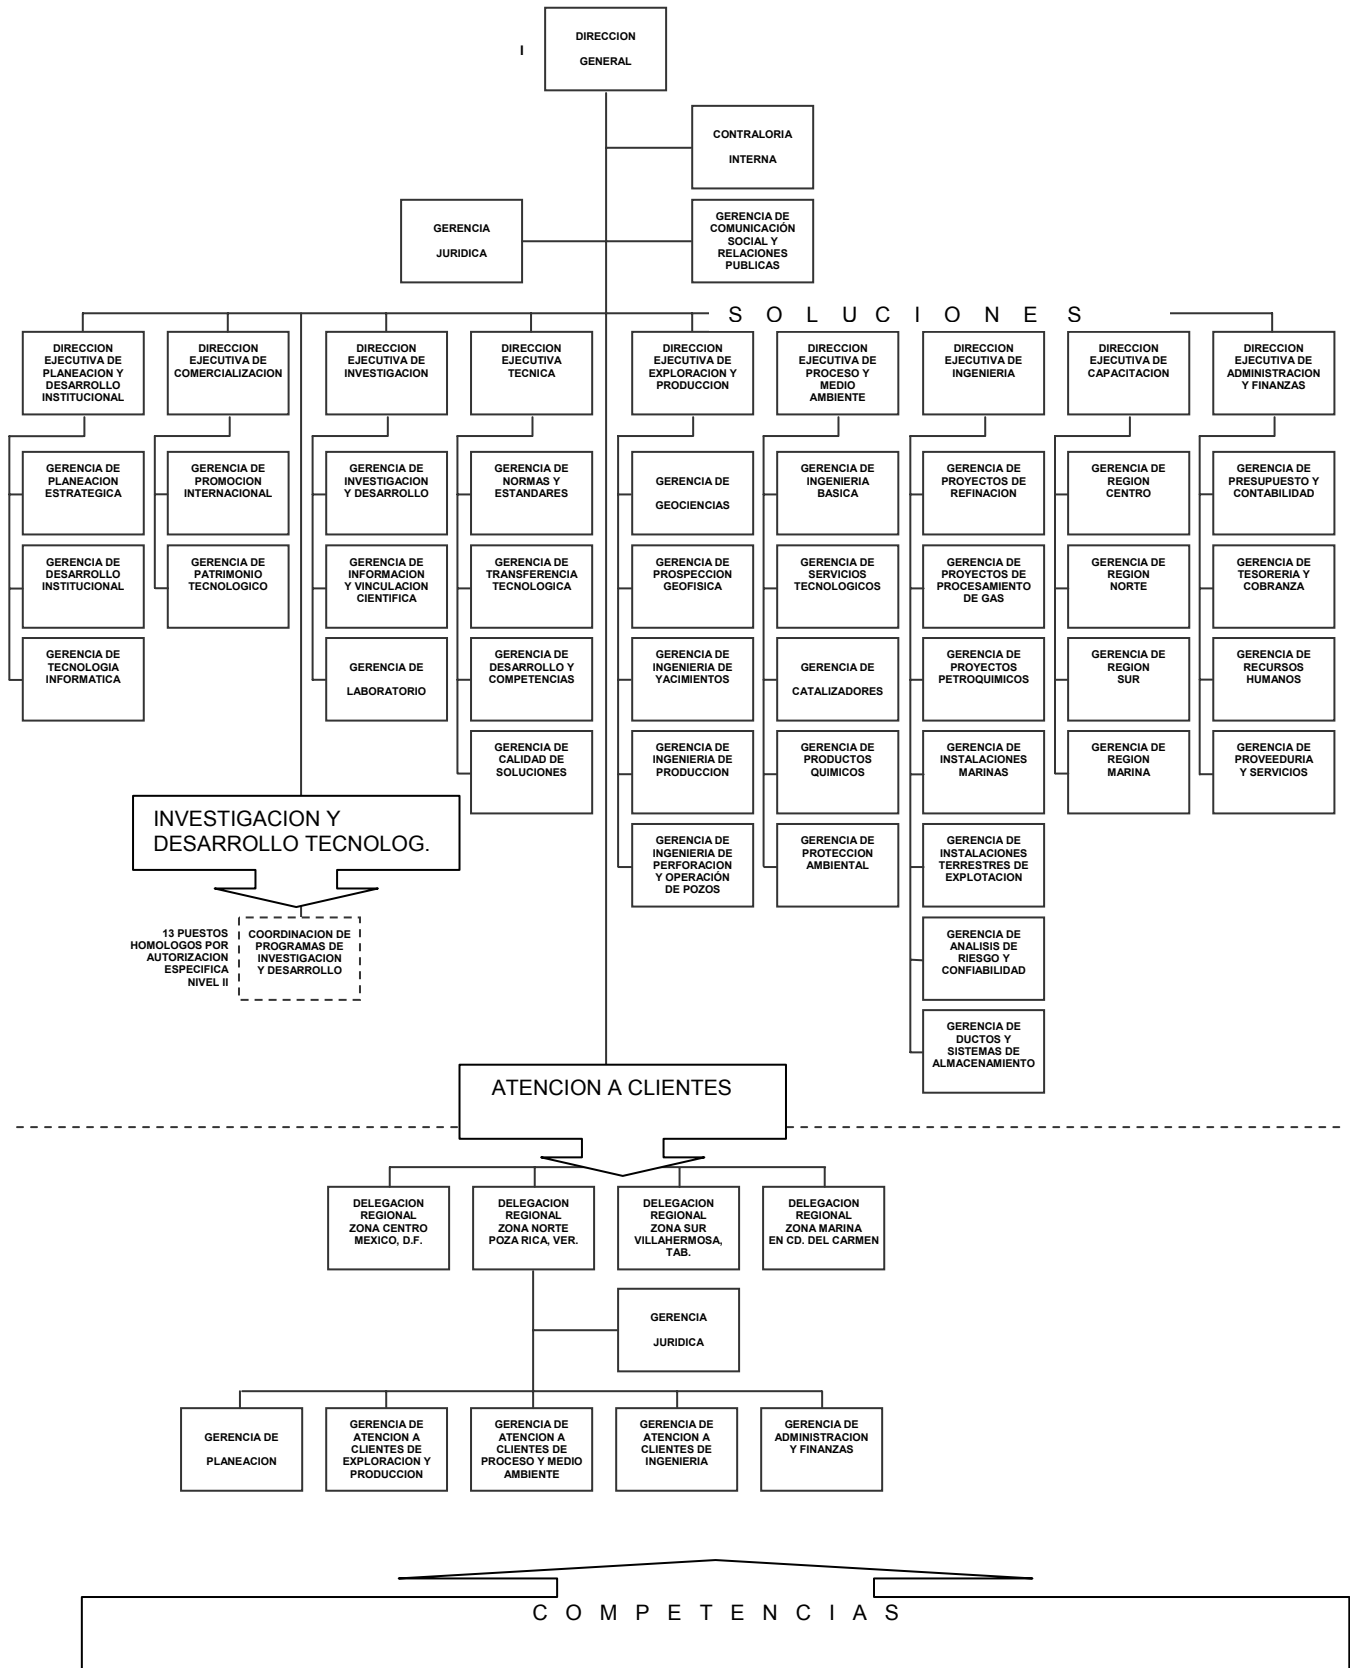 DIRECCION
GENERAL
I
CONTRALORIA
INTERNA
GERENCIA
JURIDICA
GERENCIA DE
COMUNICACIÓN
SOCIAL Y
RELACIONES
PUBLICAS
S O L U C I O N E S
DIRECCION
EJECUTIVA DE
PLANEACION Y
DESARROLLO
INSTITUCIONAL
DIRECCION
EJECUTIVA DE
COMERCIALIZACION
DIRECCION
EJECUTIVA DE
INVESTIGACION
DIRECCION
EJECUTIVA
TECNICA
DIRECCION
EJECUTIVA DE
EXPLORACION Y
PRODUCCION
DIRECCION
EJECUTIVA DE
PROCESO Y
MEDIO
AMBIENTE
DIRECCION
EJECUTIVA DE
INGENIERIA
DIRECCION
EJECUTIVA DE
CAPACITACION
DIRECCION
EJECUTIVA DE
ADMINISTRACION
Y FINANZAS
GERENCIA DE
PLANEACION
ESTRATEGICA
GERENCIA DE
PROMOCION
INTERNACIONAL
GERENCIA DE
INVESTIGACION
Y DESARROLLO
GERENCIA DE
NORMAS Y
ESTANDARES
GERENCIA DE
GEOCIENCIAS
GERENCIA DE
INGENIERIA
BASICA
GERENCIA DE
PROYECTOS DE
REFINACION
GERENCIA DE
REGION
CENTRO
GERENCIA DE
PRESUPUESTO Y
CONTABILIDAD
GERENCIA DE
DESARROLLO
INSTITUCIONAL
GERENCIA DE
PATRIMONIO
TECNOLOGICO
GERENCIA DE
INFORMACION
Y VINCULACION
CIENTIFICA
GERENCIA DE
TRANSFERENCIA
TECNOLOGICA
GERENCIA DE
PROSPECCION
GEOFISICA
GERENCIA DE
SERVICIOS
TECNOLOGICOS
GERENCIA DE
PROYECTOS DE
PROCESAMIENTO
DE GAS
GERENCIA DE
REGION
NORTE
GERENCIA DE
TESORERIA Y
COBRANZA
GERENCIA DE
TECNOLOGIA
INFORMATICA
GERENCIA DE
LABORATORIO
GERENCIA DE
DESARROLLO Y
COMPETENCIAS
GERENCIA DE
INGENIERIA DE
YACIMIENTOS
GERENCIA DE
CATALIZADORES
GERENCIA DE
PROYECTOS
PETROQUIMICOS
GERENCIA DE
REGION
SUR
GERENCIA DE
RECURSOS
HUMANOS
GERENCIA DE
CALIDAD DE
SOLUCIONES
GERENCIA DE
INGENIERIA DE
PRODUCCION
GERENCIA DE
PRODUCTOS
QUIMICOS
GERENCIA DE
INSTALACIONES
MARINAS
GERENCIA DE
REGION
MARINA
GERENCIA DE
PROVEEDURIA
Y SERVICIOS
INVESTIGACION Y
DESARROLLO TECNOLOG.
GERENCIA DE
INGENIERIA DE
PERFORACION
Y OPERACIÓN
DE POZOS
GERENCIA DE
PROTECCION
AMBIENTAL
GERENCIA DE
INSTALACIONES
TERRESTRES DE
EXPLOTACION
13 PUESTOS
HOMOLOGOS POR
AUTORIZACION
ESPECIFICA
NIVEL II
COORDINACION DE
PROGRAMAS DE
INVESTIGACION
Y DESARROLLO
GERENCIA DE
ANALISIS DE
RIESGO Y
CONFIABILIDAD
GERENCIA DE
DUCTOS Y
SISTEMAS DE
ALMACENAMIENTO
ATENCION A CLIENTES
DELEGACION
REGIONAL
ZONA CENTRO
MEXICO, D.F.
DELEGACION
REGIONAL
ZONA NORTE
POZA RICA, VER.
DELEGACION
REGIONAL
ZONA SUR
VILLAHERMOSA,
TAB.
DELEGACION
REGIONAL
ZONA MARINA
EN CD. DEL CARMEN
GERENCIA
JURIDICA
GERENCIA DE
PLANEACION
GERENCIA DE
ATENCION A
CLIENTES DE
EXPLORACION Y
PRODUCCION
GERENCIA DE
ATENCION A
CLIENTES DE
PROCESO Y MEDIO
AMBIENTE
GERENCIA DE
ATENCION A
CLIENTES DE
INGENIERIA
GERENCIA DE
ADMINISTRACION
Y FINANZAS
C O M P E T E N C I A S